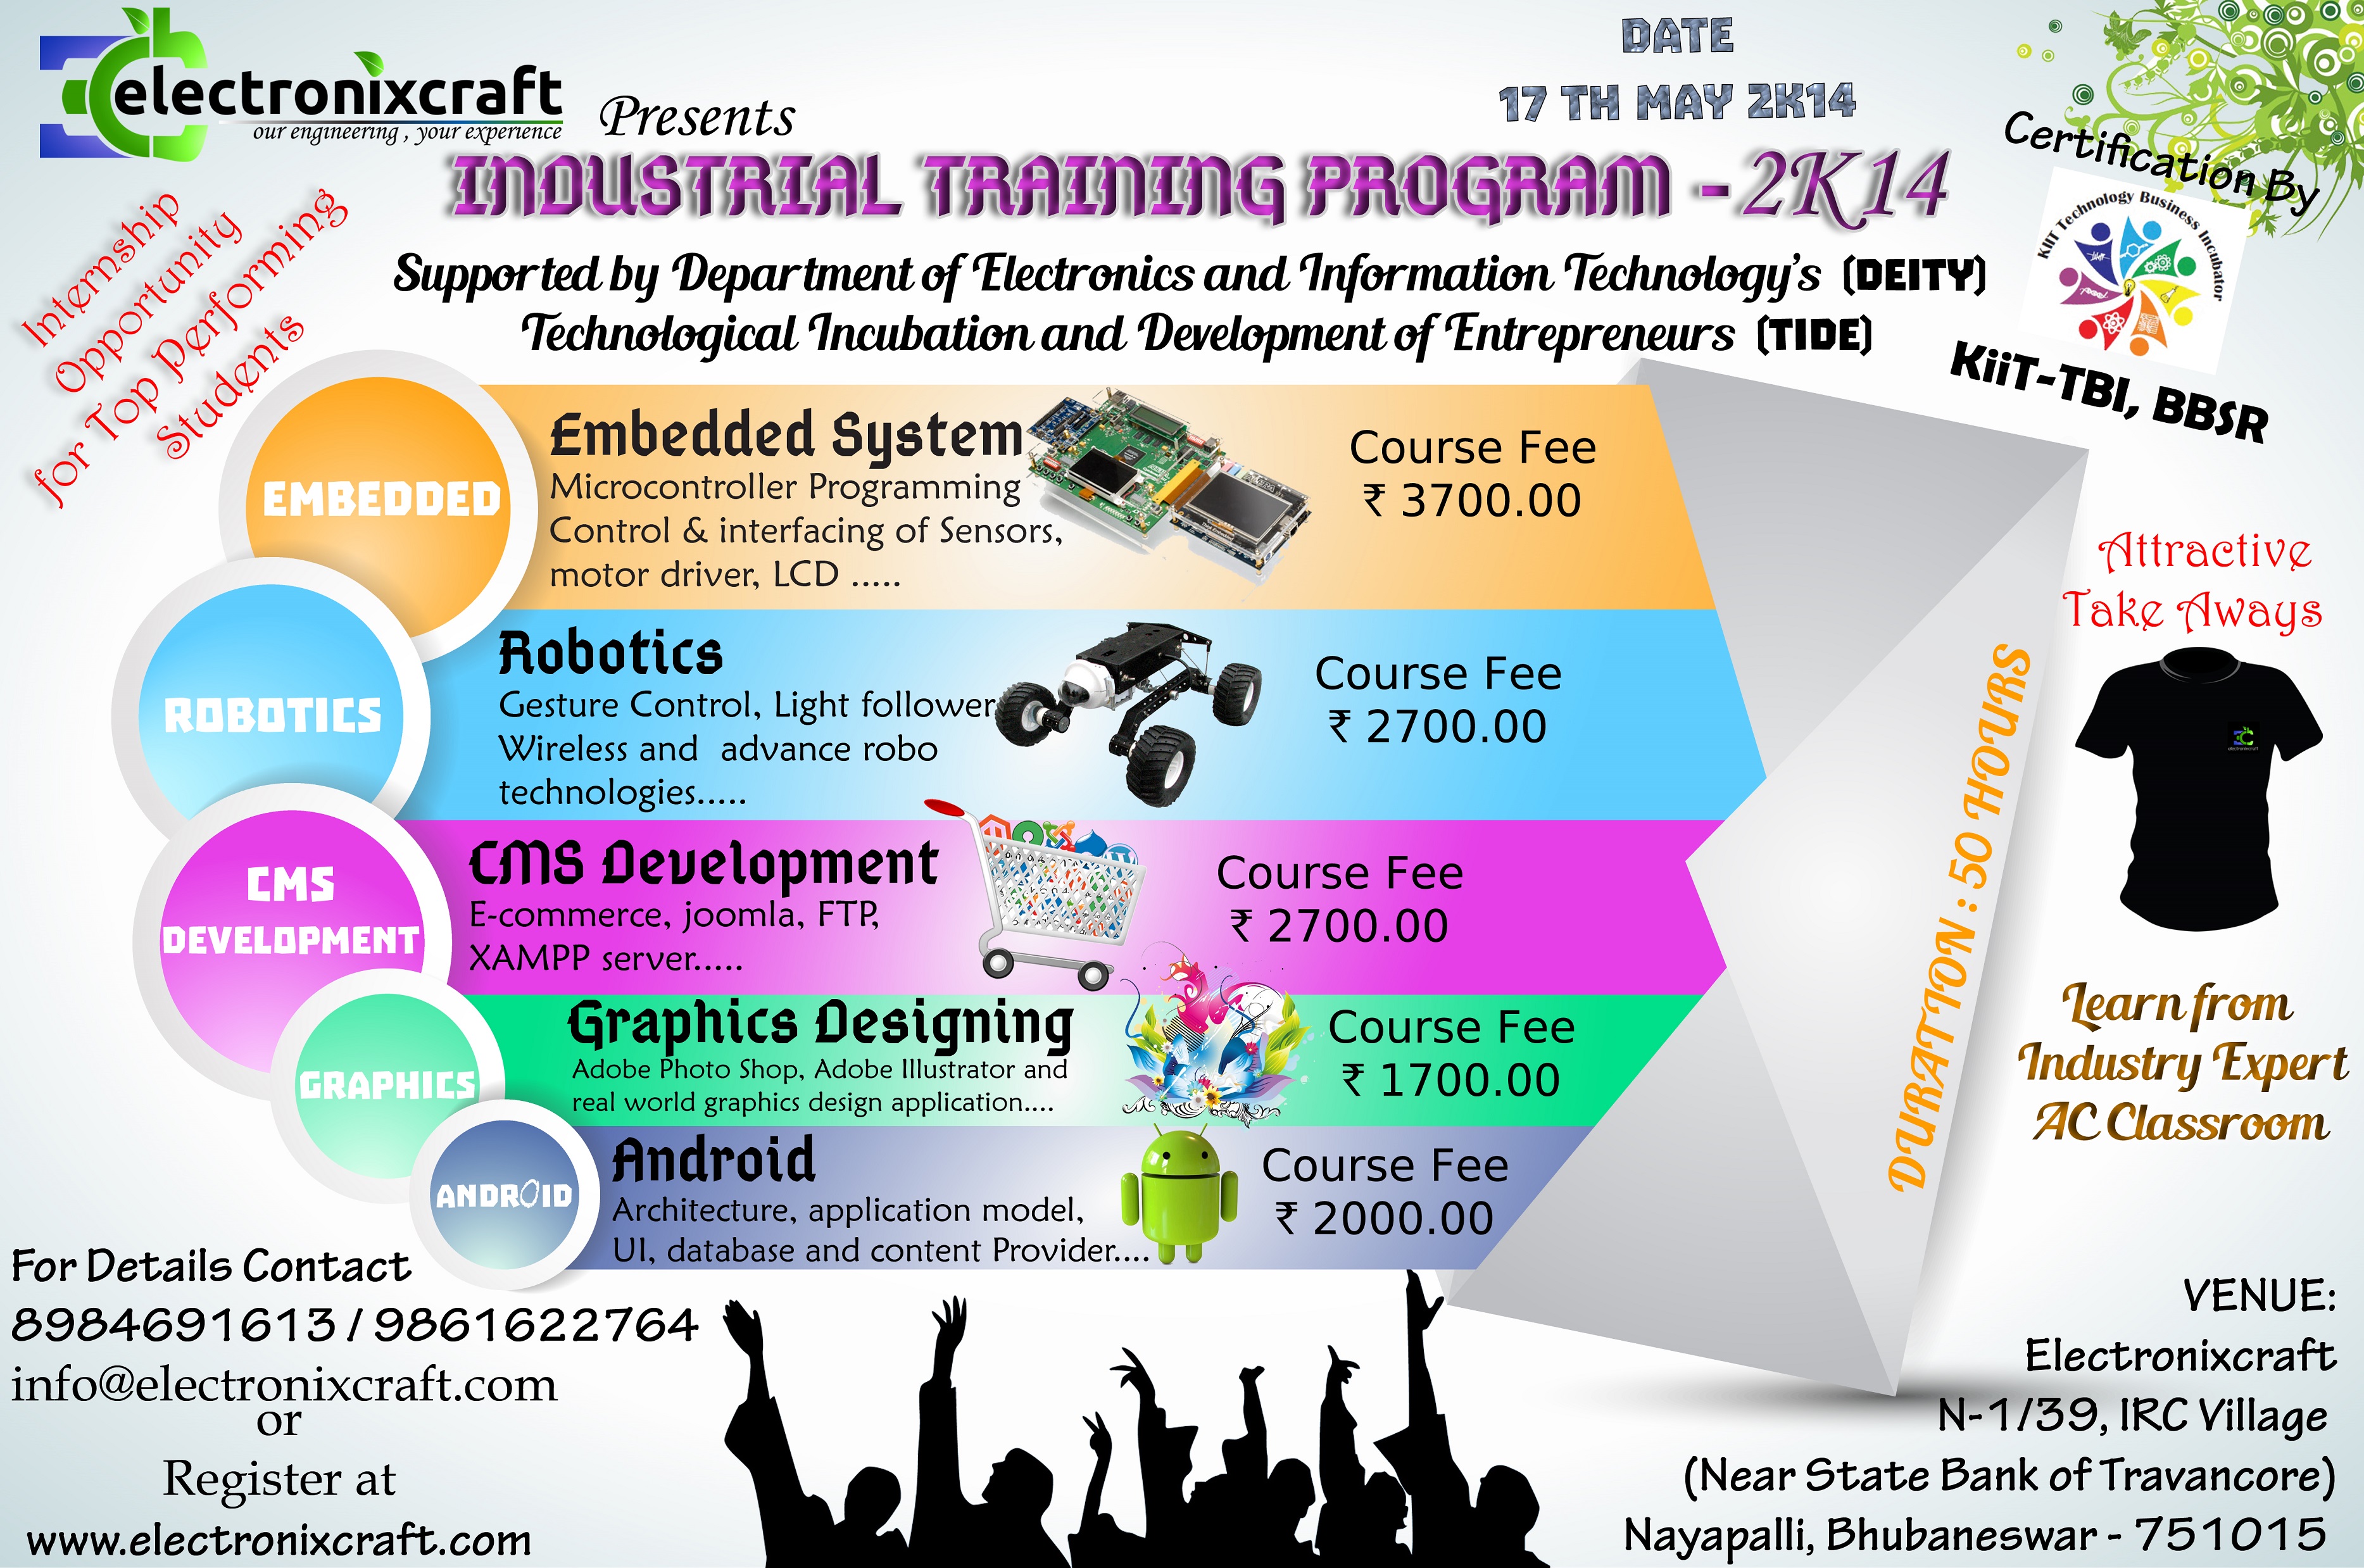 electronixcraft
our engineering , your experience
Presents
DATE
17 TH MAY 2K14
INDUSTRIAL TRAINING PROGRAM - 2K14
Supported by Department of Electronics and Information Technology's (DEITY)
Technological Incubation and Development of Entrepreneurs (TIDE)
Certification By
KiiT Technology Business Incubator
KiiT-TBI, BBSR
Internship
Opportunity
for Top Performing
Students
EMBEDDED
Embedded System
Microcontroller Programming
Control & interfacing of Sensors,
motor driver, LCD .....
Course Fee
₹ 3700.00
ROBOTICS
Robotics
Gesture Control, Light follower
Wireless and advance robo
technologies.....
Course Fee
₹ 2700.00
CMS
DEVELOPMENT
CMS Development
E-commerce, joomla, FTP,
XAMPP server.....
Course Fee
₹ 2700.00
GRAPHICS
Graphics Designing
Adobe Photo Shop, Adobe Illustrator and
real world graphics design application....
Course Fee
₹ 1700.00
ANDROID
Android
Architecture, application model,
UI, database and content Provider....
Course Fee
₹ 2000.00
DURATION : 50 HOURS
Attractive
Take Aways
electronixcraft
Learn from
Industry Expert
AC Classroom
For Details Contact
8984691613 / 9861622764
info@electronixcraft.com
or
Register at
www.electronixcraft.com
VENUE:
Electronixcraft
N-1/39, IRC Village
(Near State Bank of Travancore)
Nayapalli, Bhubaneswar - 751015